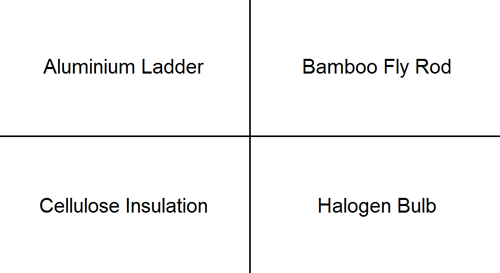 Aluminium Ladder
Bamboo Fly Rod
Cellulose Insulation
Halogen Bulb